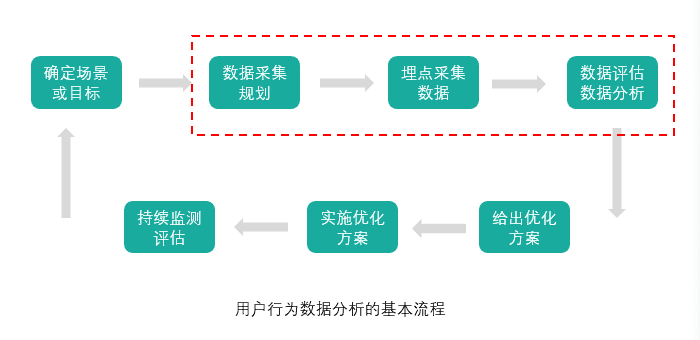 确定场景
或目标
数据采集
规划
埋点采集
数据
数据评估
数据分析
持续监测
评估
实施优化
方案
给出优化
方案
用户行为数据分析的基本流程